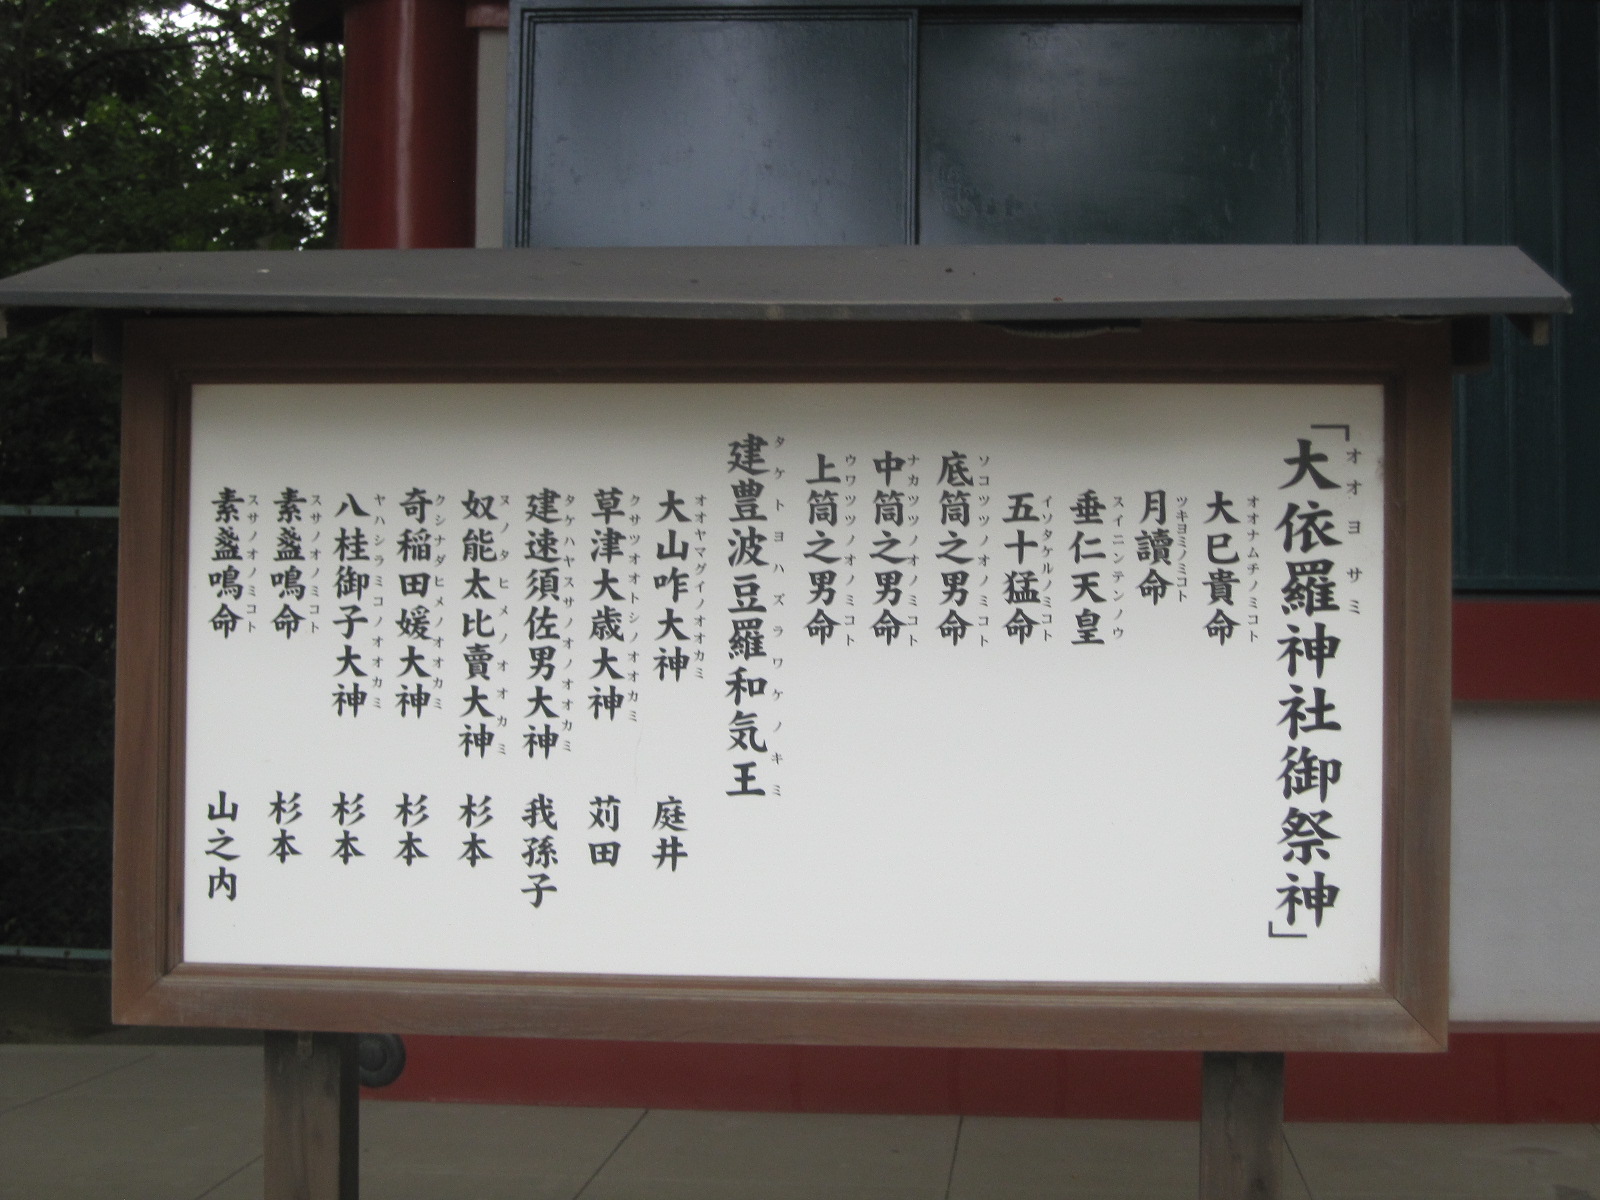 「大依羅神社御祭神」
オオヨサミ
大巳貴命
オオナムチノミコト
月讀命
ツキヨミノミコト
垂仁天皇
スイニンテンノウ
五十猛命
イソタケルノミコト
底筒之男命
ソコツツノオノミコト
中筒之男命
ナカツツノオノミコト
上筒之男命
ウワツツノオノミコト
建豊波豆羅和気王
タケトヨハズラワケノキミ
大山咋大神 庭井
オオヤマグイノオオカミ
草津大歳大神 苅田
クサツオオトシノオオカミ
建速須佐男大神 我孫子
タケハヤスサノオノオオカミ
奴能太比賣大神 杉本
ヌノタヒメノオオカミ
奇稲田媛大神 杉本
クシナダヒメノオオカミ
八桂御子大神 杉本
ヤハシラミコノオオカミ
素盞鳴命 杉本
スサノオノミコト
素盞鳴命 山之内
スサノオノミコト